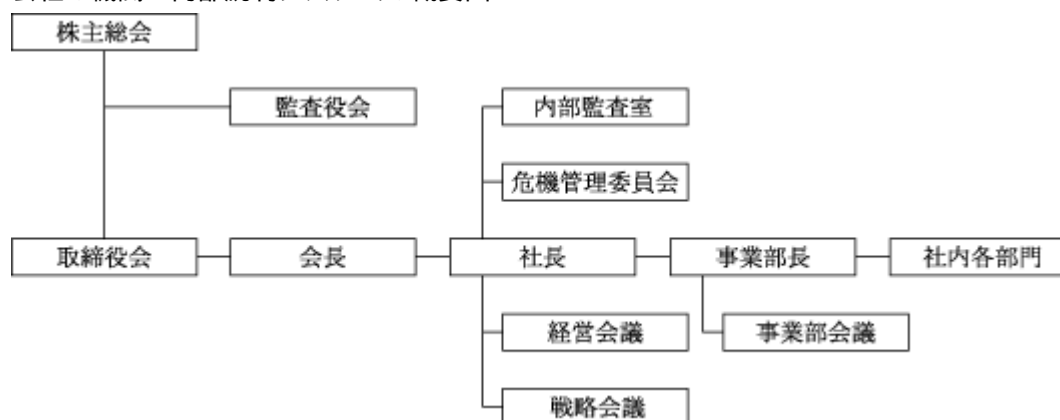 株主総会
監査役会
内部監査室
危機管理委員会
取締役会
会長
社長
事業部長
社内各部門
経営会議
事業部会議
戦略会議